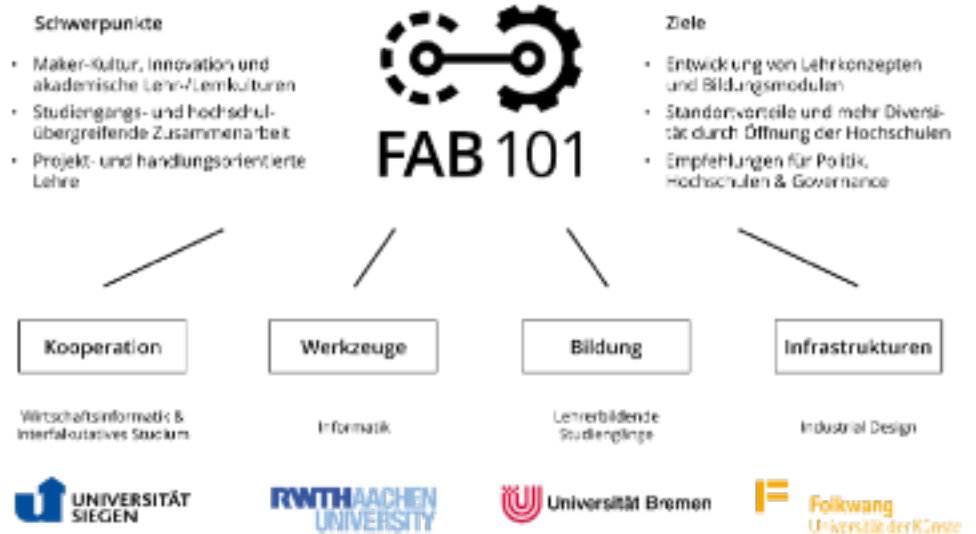 Schwerpunkte
• Maker-Kultur, Innovation und
akademische Lehr-/Lernkulturen
• Studiengangs- und hochschul-
übergreifende Zusammenarbeit
• Projekt- und handlungsorientierte
Lehre
FAB 101
Ziele
• Entwicklung von Lehrkonzepten
und Bildungsmodulen
• Standortvorteile und mehr Diversi-
tät durch Öffnung der Hochschulen
• Empfehlungen für Politik,
Hochschulen & Governance
Kooperation
Werkzeuge
Bildung
Infrastrukturen
Wirtschaftsinformatik &
Interfakutatives Studium
Informatik
Lehrerbildende
Studiengänge
Industrial Design
UNIVERSITÄT
SIEGEN
RWTHAACHEN
UNIVERSITY
Universität Bremen
Folkwang
Universität der Künste